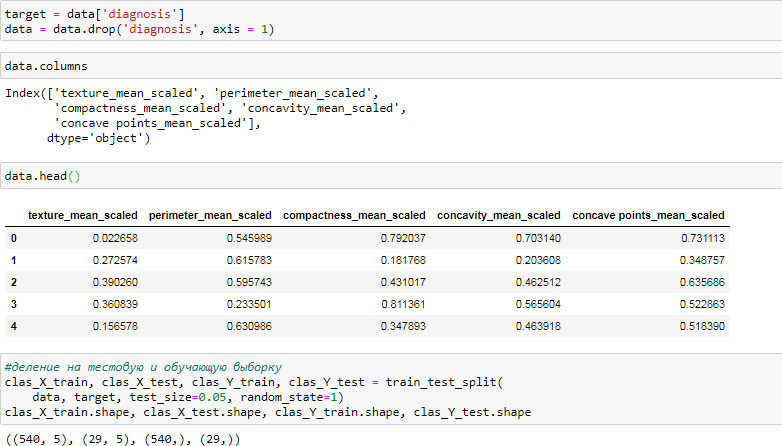 target = data['diagnosis']
data = data.drop('diagnosis', axis = 1)
data.columns
Index(['texture_mean_scaled', 'perimeter_mean_scaled',
       'compactness_mean_scaled', 'concavity_mean_scaled',
       'concave points_mean_scaled'],
      dtype='object')
data.head()
texture_mean_scaled perimeter_mean_scaled compactness_mean_scaled concavity_mean_scaled concave points_mean_scaled
0 0.022658 0.545989 0.792037 0.703140 0.731113
1 0.272574 0.615783 0.181768 0.203608 0.348757
2 0.390260 0.595743 0.431017 0.462512 0.635686
3 0.360839 0.233501 0.811361 0.565604 0.522863
4 0.156578 0.630986 0.347893 0.463918 0.518390
#деление на тестовую и обучающую выборку
clas_X_train, clas_X_test, clas_Y_train, clas_Y_test = train_test_split(
    data, target, test_size=0.05, random_state=1)
clas_X_train.shape, clas_X_test.shape, clas_Y_train.shape, clas_Y_test.shape
((540, 5), (29, 5), (540,), (29,))